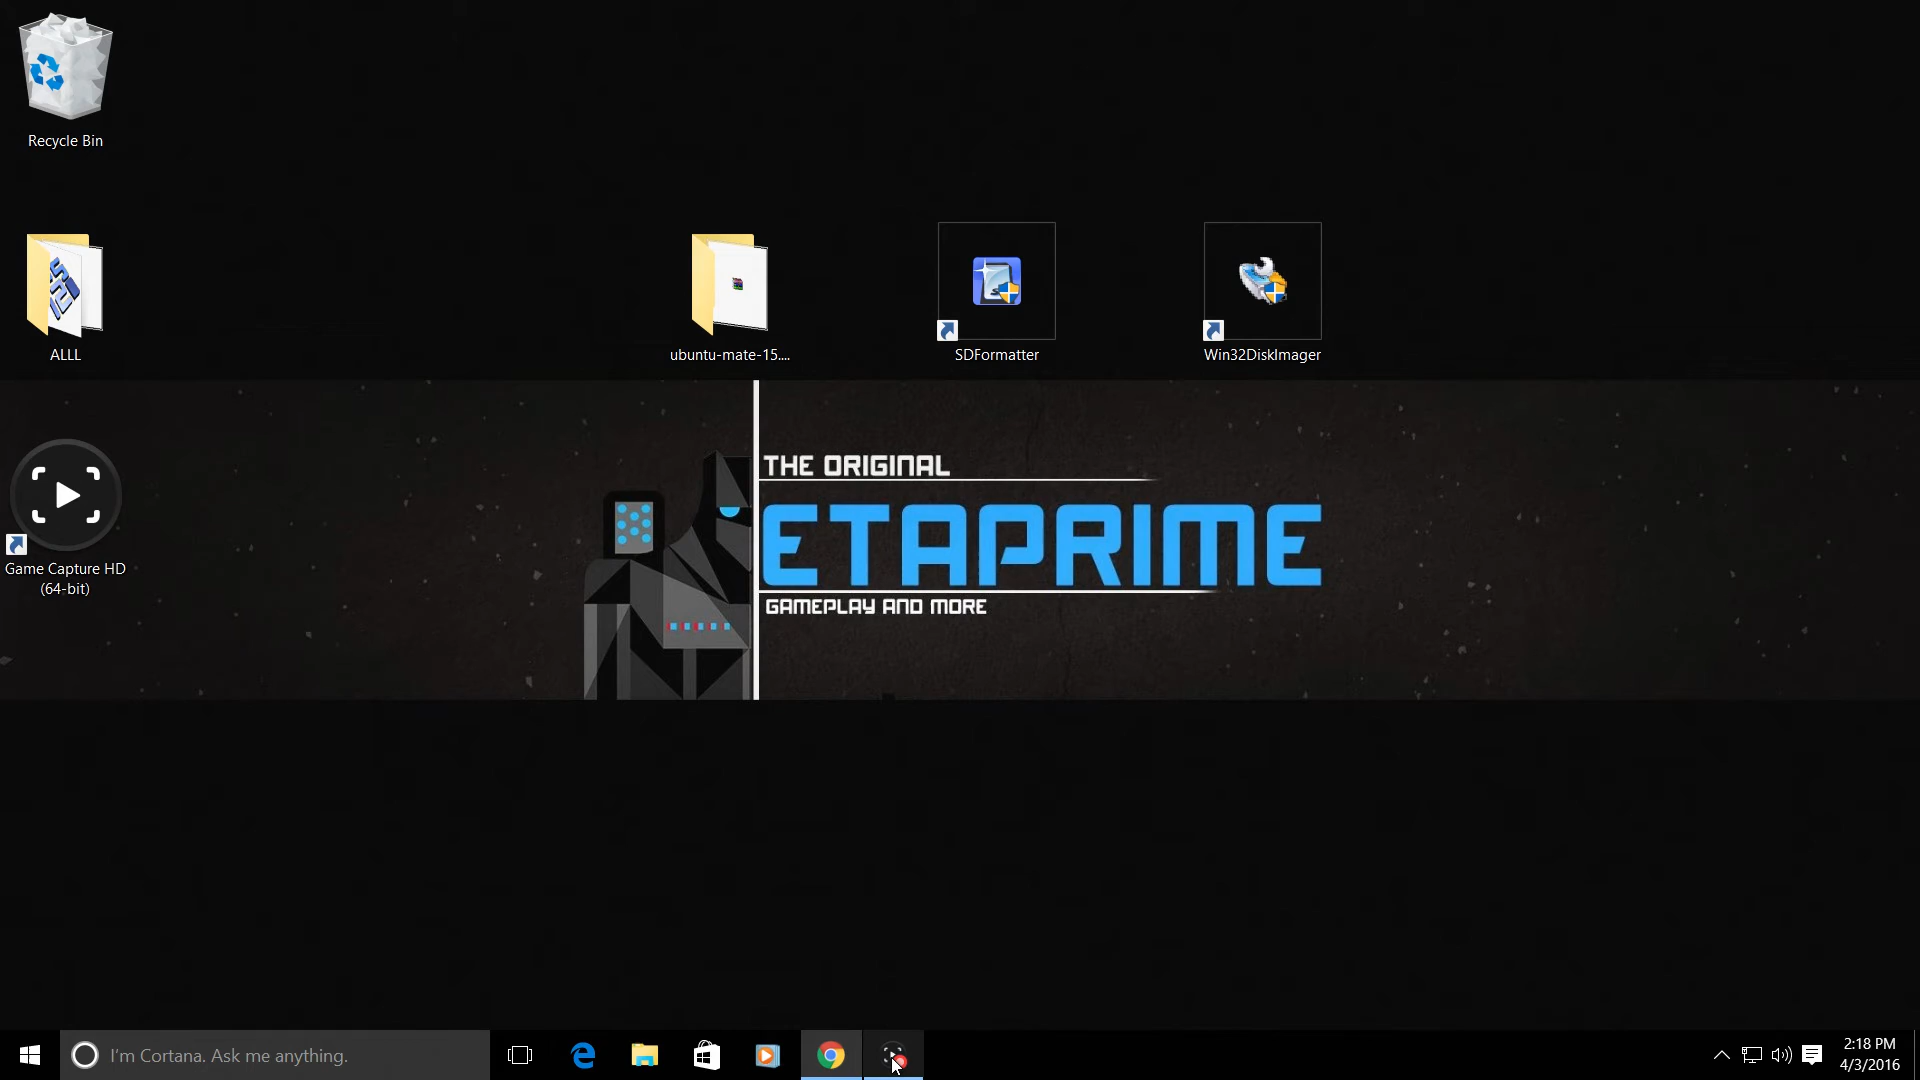 Recycle Bin
ALLL
ubuntu-mate-15....
SDFormatter
Win32DiskImager
THE ORIGINAL
ETAPRIME
GAMEPLAY AND MORE
Game Capture HD
(64-bit)
I'm Cortana. Ask me anything.
2:18 PM
4/3/2016